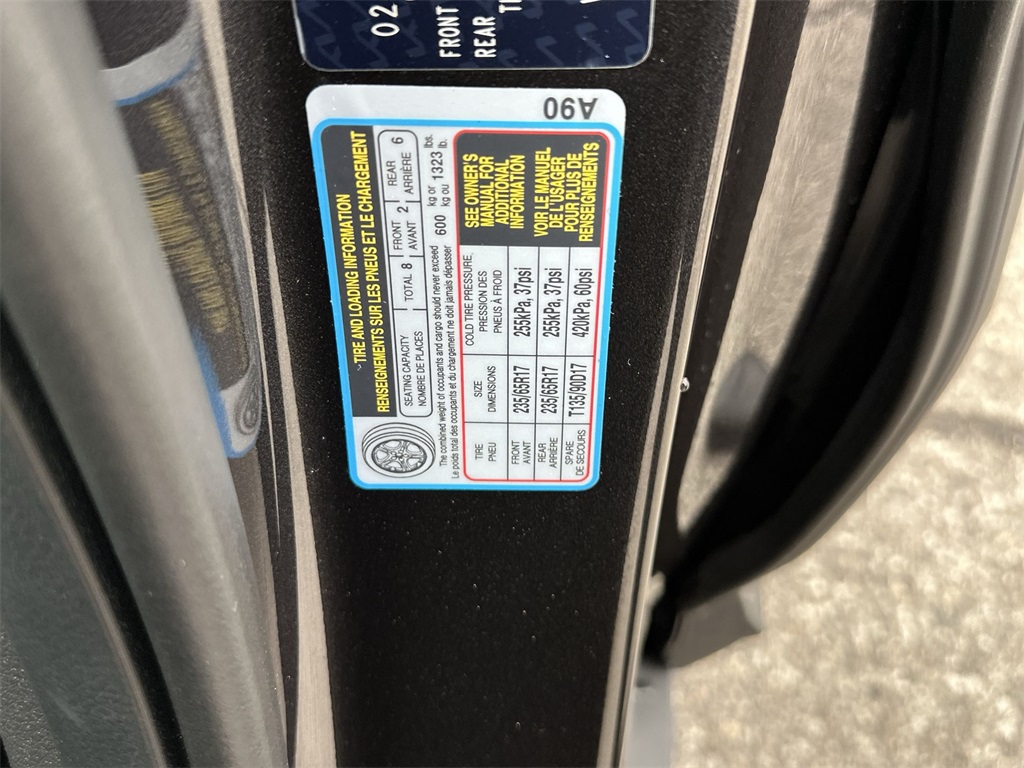 02
FRONT
REAR
A90
TIRE AND LOADING INFORMATION
RENSEIGNEMENTS SUR LES PNEUS ET LE CHARGEMENT
SEATING CAPACITY
NOMBRE DE PLACES
TOTAL 8
FRONT
AVANT
2
REAR
ARRIÈRE
6
The combined weight of occupants and cargo should never exceed
Le poids total des occupants et du chargement ne doit jamais dépasser
600
kg or
kg ou
1323
lbs.
lb.
TIRE
PNEU
SIZE
DIMENSIONS
COLD TIRE PRESSURE
PRESSION DES
PNEUS À FROID
FRONT
AVANT
235/65R17
255kPa, 37psi
REAR
ARRIÈRE
235/65R17
255kPa, 37psi
SPARE
DE SECOURS
T135/90D17
420kPa, 60psi
SEE OWNER'S
MANUAL FOR
ADDITIONAL
INFORMATION
VOIR LE MANUEL
DE L'USAGER
POUR PLUS DE
RENSEIGNEMENTS